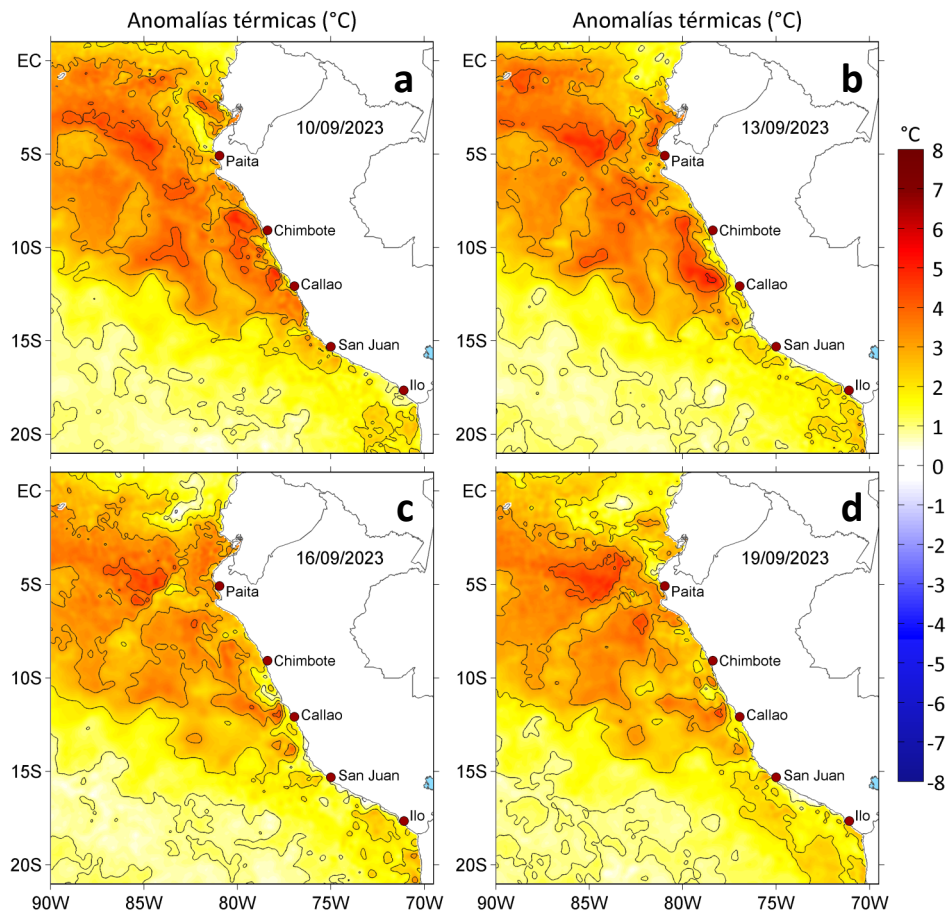 Anomalías térmicas (°C)
Anomalías térmicas (°C)
EC
5S
10S
15S
20S
a
10/09/2023
Paita
Chimbote
Callao
San Juan
Ilo
b
13/09/2023
EC
5S
10S
15S
20S
Paita
Chimbote
Callao
San Juan
Ilo
°C
8
7
6
5
4
3
2
1
0
-1
-2
-3
-4
-5
-6
-7
-8
c
16/09/2023
EC
5S
10S
15S
20S
Paita
Chimbote
Callao
San Juan
Ilo
90W
85W
80W
75W
70W
d
19/09/2023
EC
5S
10S
15S
20S
Paita
Chimbote
Callao
San Juan
Ilo
90W
85W
80W
75W
70W